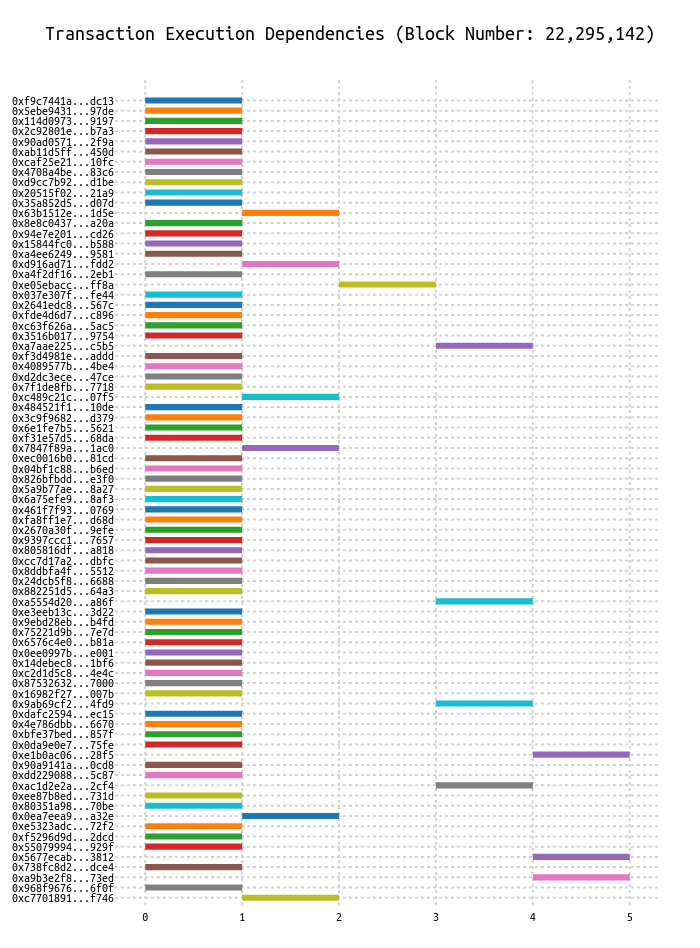 Transaction Execution Dependencies (Block Number: 22,295,142)
0xf9c7441a...dc13
0x5ebe9431...97de
0x114d0973...9197
0x2c92801e...b7a3
0x90ad0571...2f9a
0xab11d5ff...450d
0xcaf25e21...10fc
0x4708a4be...83c6
0xd9cc7b92...d1be
0x20515f02...21a9
0x35a852d5...d07d
0x63b1512e...1d5e
0x8e8c0437...a20a
0x94e7e201...cd26
0x15844fc0...b588
0xa4ee6249...9581
0xd916ad71...fdd2
0xa4f2df16...2eb1
0xe05ebacc...ff8a
0x037e307f...fe44
0x2641edc8...567c
0xfde4d6d7...c896
0xc63f626a...5ac5
0x3516b017...9754
0xa7aae225...c5b5
0xf3d4981e...addd
0x4089577b...4be4
0xd2dc3ece...47ce
0x7f1de8fb...7718
0xc489c21c...07f5
0x484521f1...10de
0x3c9f9682...d379
0x6e1fe7b5...5621
0xf31e57d5...68da
0x7847f89a...1ac0
0xec0016b0...81cd
0x04bf1c88...b6ed
0x826bfbdd...e3f0
0x5a9b77ae...8a27
0x6a75efe9...8af3
0x461f7f93...0769
0xfa8ff1e7...d68d
0x2670a30f...9efe
0x9397ccc1...7657
0x805816df...a818
0xcc7d17a2...dbfc
0x8ddbfa4f...5512
0x24dcb5f8...6688
0x882251d5...64a3
0xa5554d20...a86f
0xe3eeb13c...3d22
0x9ebd28eb...b4fd
0x75221d9b...7e7d
0x6576c4e0...b81a
0x0ee0997b...e001
0x14debec8...1bf6
0xc2d1d5c8...4e4c
0x87532632...7000
0x16982f27...007b
0x9ab69cf2...4fd9
0xdafc2594...ec15
0x4e786dbb...6670
0xbfe37bed...857f
0x0da9e0e7...75fe
0xe1b0ac06...28f5
0x90a9141a...0cd8
0xdd229088...5c87
0xac1d2e2a...2cf4
0xee87b8ed...731d
0x80351a98...70be
0x0ea7eea9...a32e
0xe5323adc...72f2
0xf5296d9d...2dcd
0x55079994...929f
0x5677ecab...3812
0x738fc8d2...dce4
0xa9b3e2f8...73ed
0x968f9676...6f0f
0xc7701891...f746
0 1 2 3 4 5